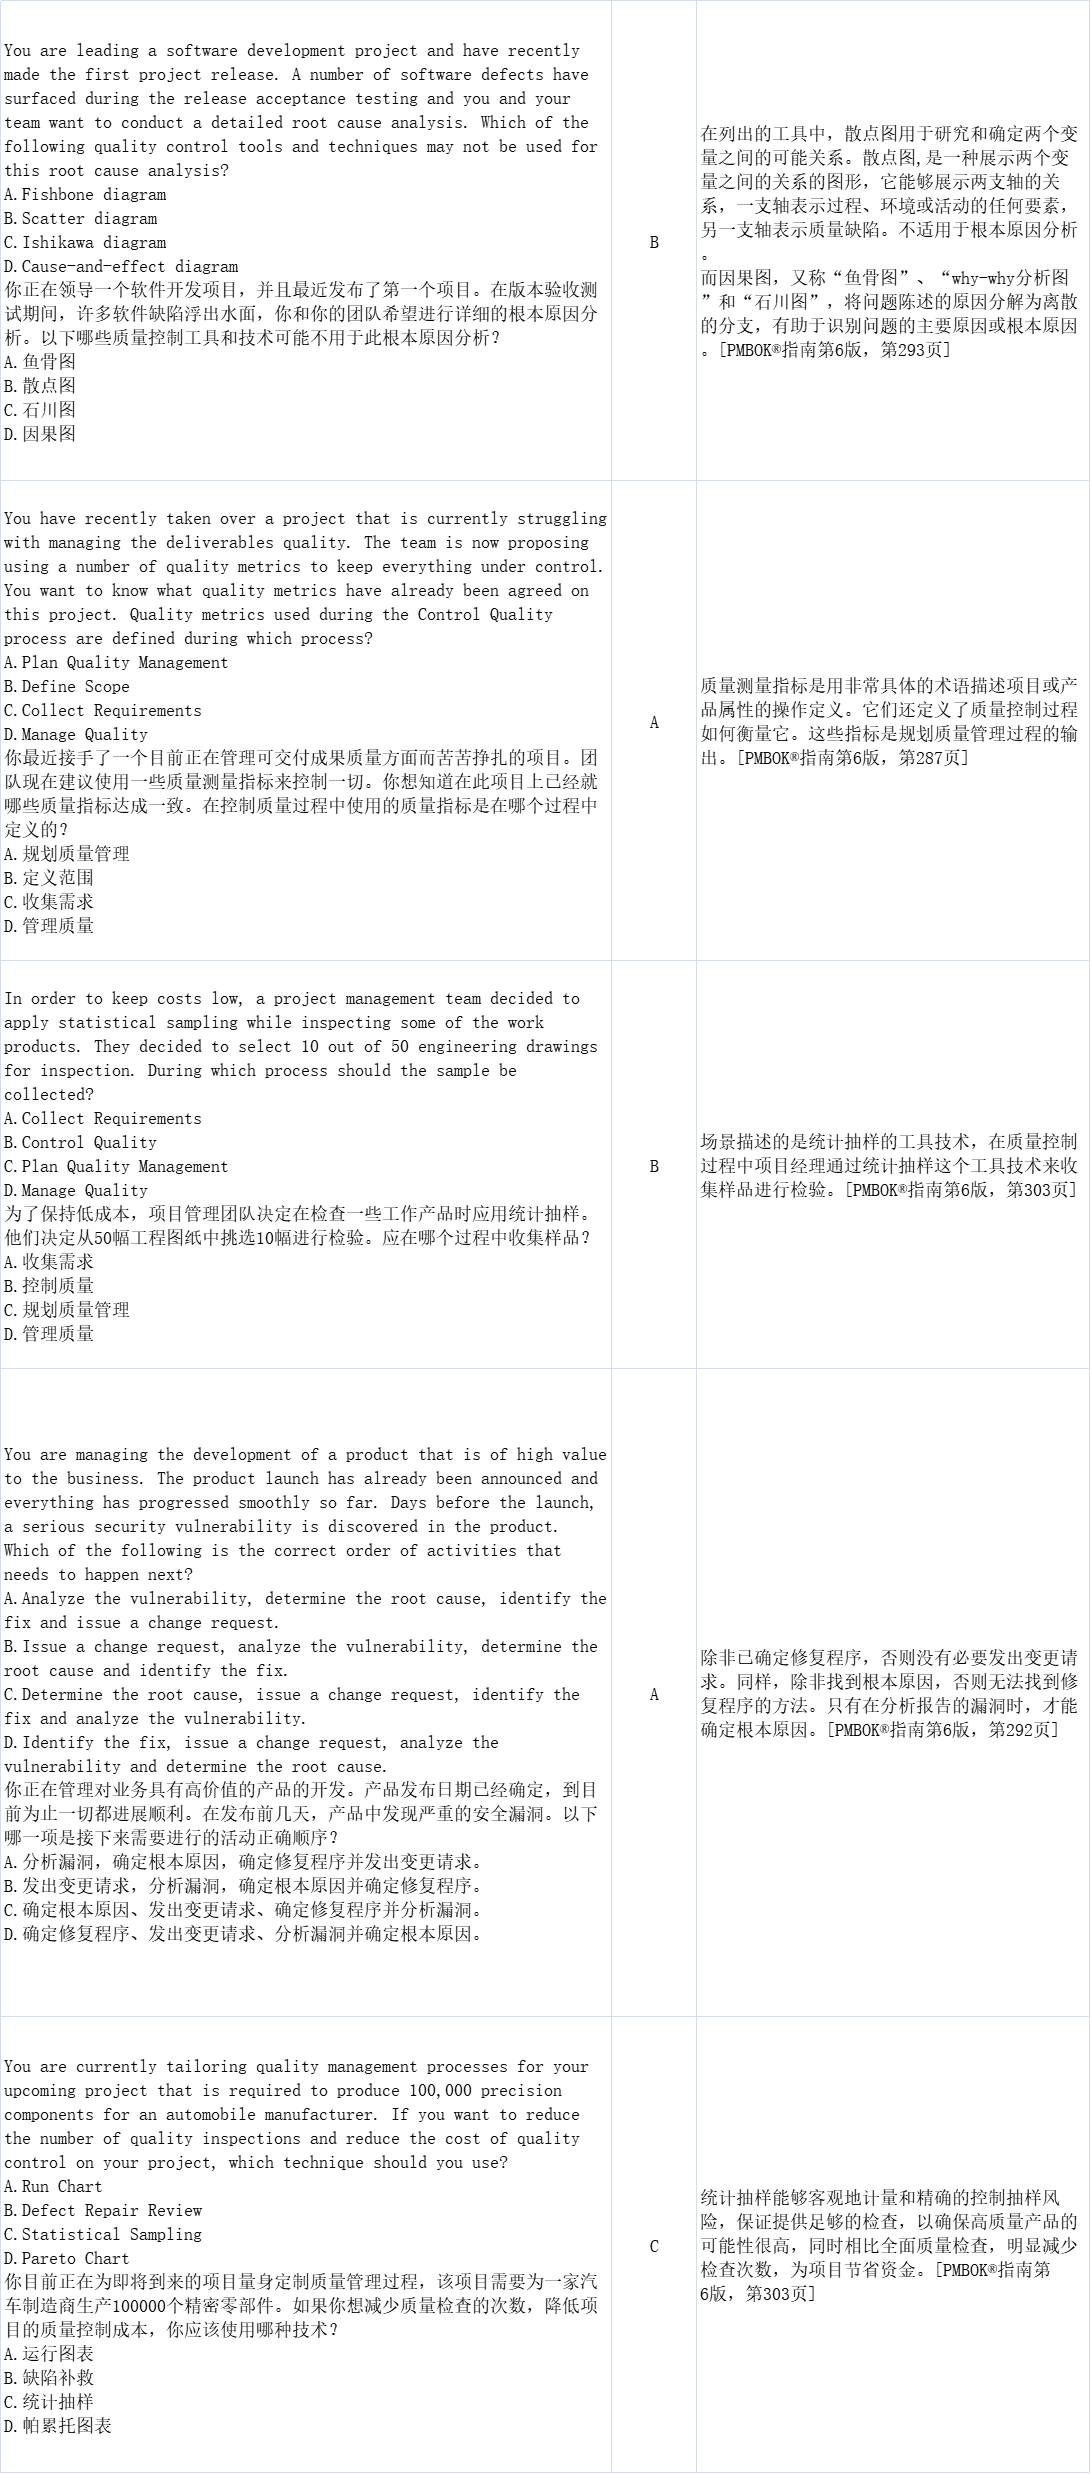 You are leading a software development project and have recently
made the first project release. A number of software defects have
surfaced during the release acceptance testing and you and your
team want to conduct a detailed root cause analysis. Which of the
following quality control tools and techniques may not be used for
this root cause analysis?
A.Fishbone diagram
B.Scatter diagram
C.Ishikawa diagram
D.Cause-and-effect diagram
你正在领导一个软件开发项目，并且最近发布了第一个项目。在版本验收测
试期间，许多软件缺陷浮出水面，你和你的团队希望进行详细的根本原因分
析。以下哪些质量控制工具和技术可能不用于此根本原因分析？
A.鱼骨图
B.散点图
C.石川图
D.因果图
B
在列出的工具中，散点图用于研究和确定两个变
量之间的可能关系。散点图,是一种展示两个变
量之间的关系的图形，它能够展示两支轴的关
系，一支轴表示过程、环境或活动的任何要素，
另一支轴表示质量缺陷。不适用于根本原因分析
。
而因果图，又称“鱼骨图”、“why-why分析图
”和“石川图”，将问题陈述的原因分解为离散
的分支，有助于识别问题的主要原因或根本原因
。[PMBOK®指南第6版，第293页]
You have recently taken over a project that is currently struggling
with managing the deliverables quality. The team is now proposing
using a number of quality metrics to keep everything under control.
You want to know what quality metrics have already been agreed on
this project. Quality metrics used during the Control Quality
process are defined during which process?
A.Plan Quality Management
B.Define Scope
C.Collect Requirements
D.Manage Quality
你最近接手了一个目前正在管理可交付成果质量方面而苦苦挣扎的项目。团
队现在建议使用一些质量测量指标来控制一切。你想知道在此项目上已经就
哪些质量指标达成一致。在控制质量过程中使用的质量指标是在哪个过程中
定义的？
A.规划质量管理
B.定义范围
C.收集需求
D.管理质量
A
质量测量指标是用非常具体的术语描述项目或产
品属性的操作定义。它们还定义了质量控制过程
如何衡量它。这些指标是规划质量管理过程的输
出。[PMBOK®指南第6版，第287页]
In order to keep costs low, a project management team decided to
apply statistical sampling while inspecting some of the work
products. They decided to select 10 out of 50 engineering drawings
for inspection. During which process should the sample be
collected?
A.Collect Requirements
B.Control Quality
C.Plan Quality Management
D.Manage Quality
为了保持低成本，项目管理团队决定在检查一些工作产品时应用统计抽样。
他们决定从50幅工程图纸中挑选10幅进行检验。应在哪个过程中收集样品？
A.收集需求
B.控制质量
C.规划质量管理
D.管理质量
B
场景描述的是统计抽样的工具技术，在质量控制
过程中项目经理通过统计抽样这个工具技术来收
集样品进行检验。[PMBOK®指南第6版，第303页]
You are managing the development of a product that is of high value
to the business. The product launch has already been announced and
everything has progressed smoothly so far. Days before the launch,
a serious security vulnerability is discovered in the product.
Which of the following is the correct order of activities that
needs to happen next?
A.Analyze the vulnerability, determine the root cause, identify the
fix and issue a change request.
B.Issue a change request, analyze the vulnerability, determine the
root cause and identify the fix.
C.Determine the root cause, issue a change request, identify the
fix and analyze the vulnerability.
D.Identify the fix, issue a change request, analyze the
vulnerability and determine the root cause.
你正在管理对业务具有高价值的产品的开发。产品发布日期已经确定，到目
前为止一切都进展顺利。在发布前几天，产品中发现严重的安全漏洞。以下
哪一项是接下来需要进行的活动正确顺序？
A.分析漏洞，确定根本原因，确定修复程序并发出变更请求。
B.发出变更请求，分析漏洞，确定根本原因并确定修复程序。
C.确定根本原因、发出变更请求、确定修复程序并分析漏洞。
D.确定修复程序、发出变更请求、分析漏洞并确定根本原因。
A
除非已确定修复程序，否则没有必要发出变更请
求。同样，除非找到根本原因，否则无法找到修
复程序的方法。只有在分析报告的漏洞时，才能
确定根本原因。[PMBOK®指南第6版，第292页]
You are currently tailoring quality management processes for your
upcoming project that is required to produce 100,000 precision
components for an automobile manufacturer. If you want to reduce
the number of quality inspections and reduce the cost of quality
control on your project, which technique should you use?
A.Run Chart
B.Defect Repair Review
C.Statistical Sampling
D.Pareto Chart
你目前正在为即将到来的项目量身定制质量管理过程，该项目需要为一家汽
车制造商生产100000个精密零部件。如果你想减少质量检查的次数，降低项
目的质量控制成本，你应该使用哪种技术？
A.运行图表
B.缺陷补救
C.统计抽样
D.帕累托图表
C
统计抽样能够客观地计量和精确的控制抽样风
险，保证提供足够的检查，以确保高质量产品的
可能性很高，同时相比全面质量检查，明显减少
检查次数，为项目节省资金。[PMBOK®指南第
6版，第303页]